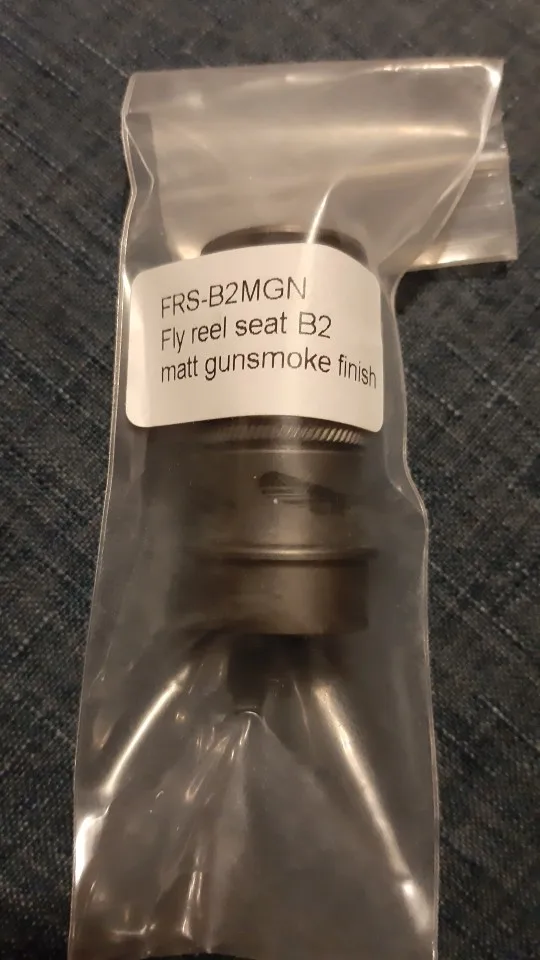 FRS-B2MGN
Fly reel seat B2
matt gunsmoke finish